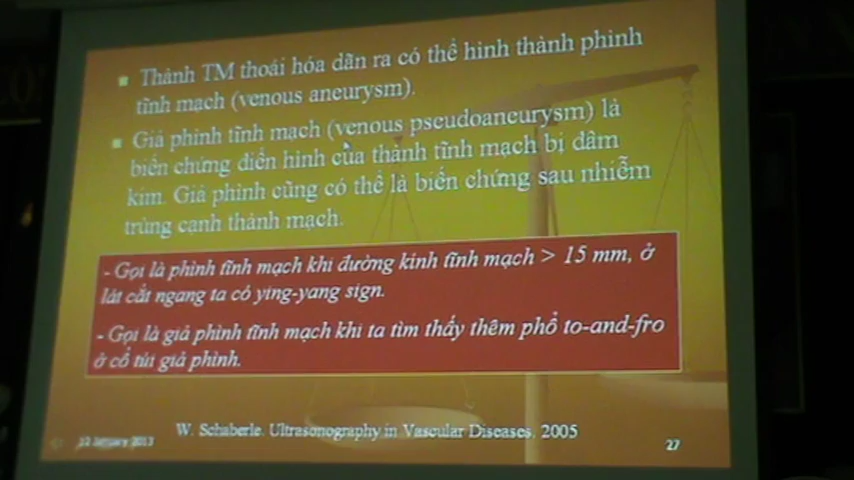 Thành TM thoái hóa dẫn ra có thể hình thành phình
tĩnh mạch (venous aneurysm).
Giả phình tĩnh mạch (venous pseudoaneurysm) là
biến chứng điển hình của thành tĩnh mạch bị đâm
kim. Giả phình cũng có thể là biến chứng sau nhiễm
trùng cạnh thành mạch.
- Gọi là phình tĩnh mạch khi đường kính tĩnh mạch > 15 mm, ở
lát cắt ngang ta có ying-yang sign.
- Gọi là giả phình tĩnh mạch khi ta tìm thấy thêm phổ to-and-fro
ở cổ túi giả phình.
W. Schaberle. Ultrasonography in Vascular Diseases. 2005
12 January 2013
27